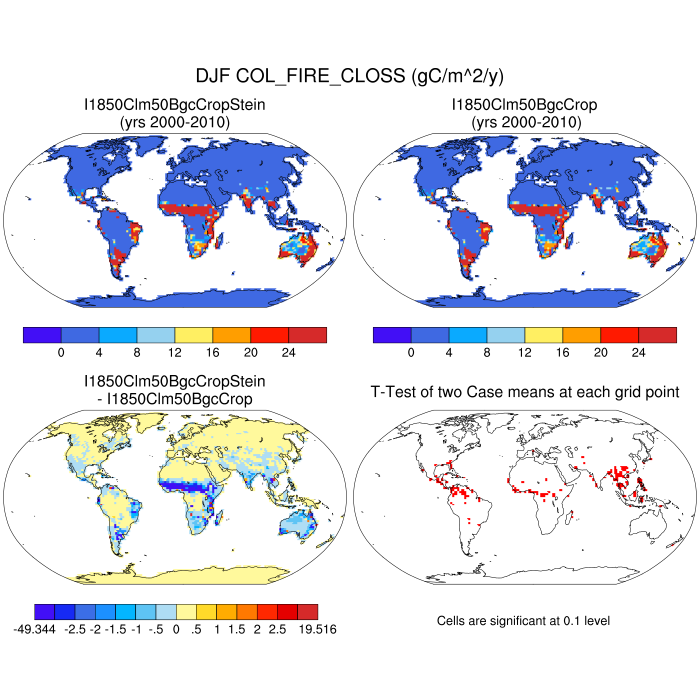 DJF COL_FIRE_CLOSS (gC/m^2/y)
I1850Clm50BgcCropStein
(yrs 2000-2010)
I1850Clm50BgcCrop
(yrs 2000-2010)
0 4 8 12 16 20 24
0 4 8 12 16 20 24
I1850Clm50BgcCropStein
- I1850Clm50BgcCrop
T-Test of two Case means at each grid point
-49.344 -2.5 -2 -1.5 -1 -.5 0 .5 1 1.5 2 2.5 19.516
Cells are significant at 0.1 level